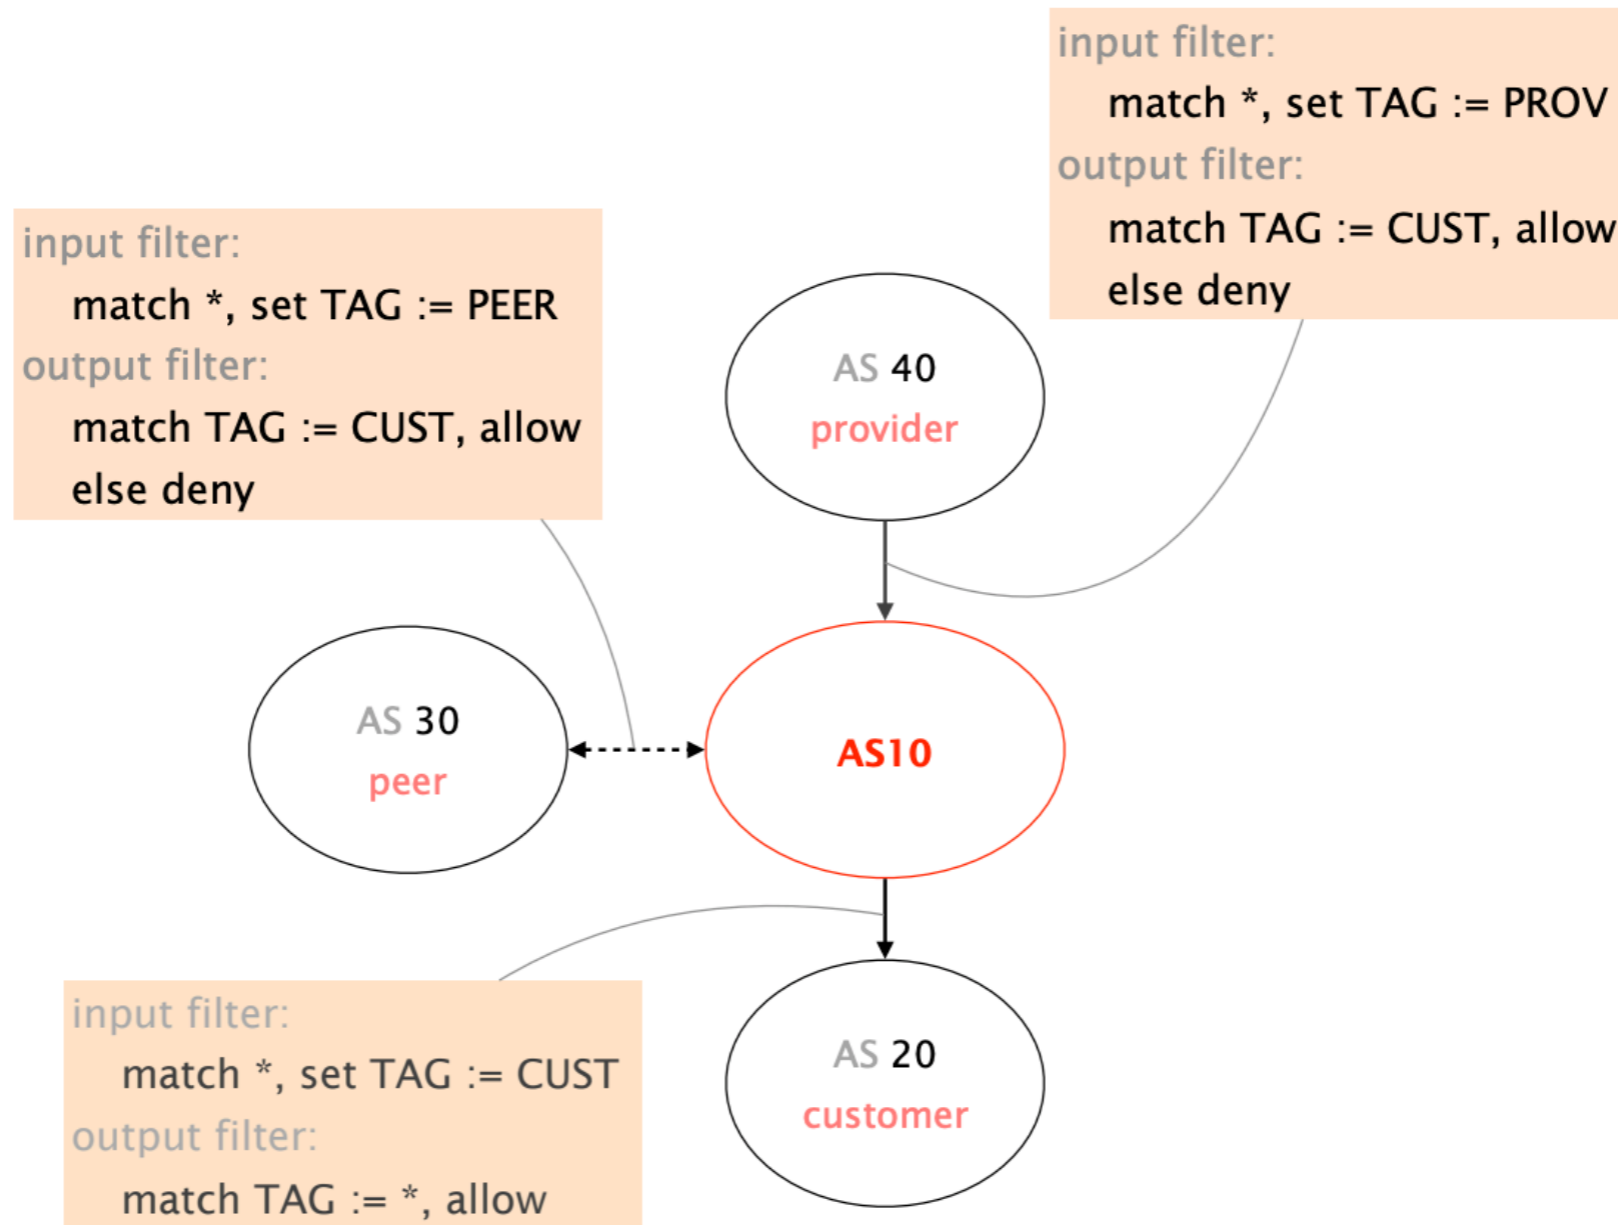 input filter:
match *, set TAG := PROV
output filter:
match TAG := CUST, allow
else deny
input filter:
match *, set TAG := PEER
output filter:
match TAG := CUST, allow
else deny
AS 40
provider
AS 30
peer
AS10
input filter:
match *, set TAG := CUST
output filter:
match TAG := *, allow
AS 20
customer